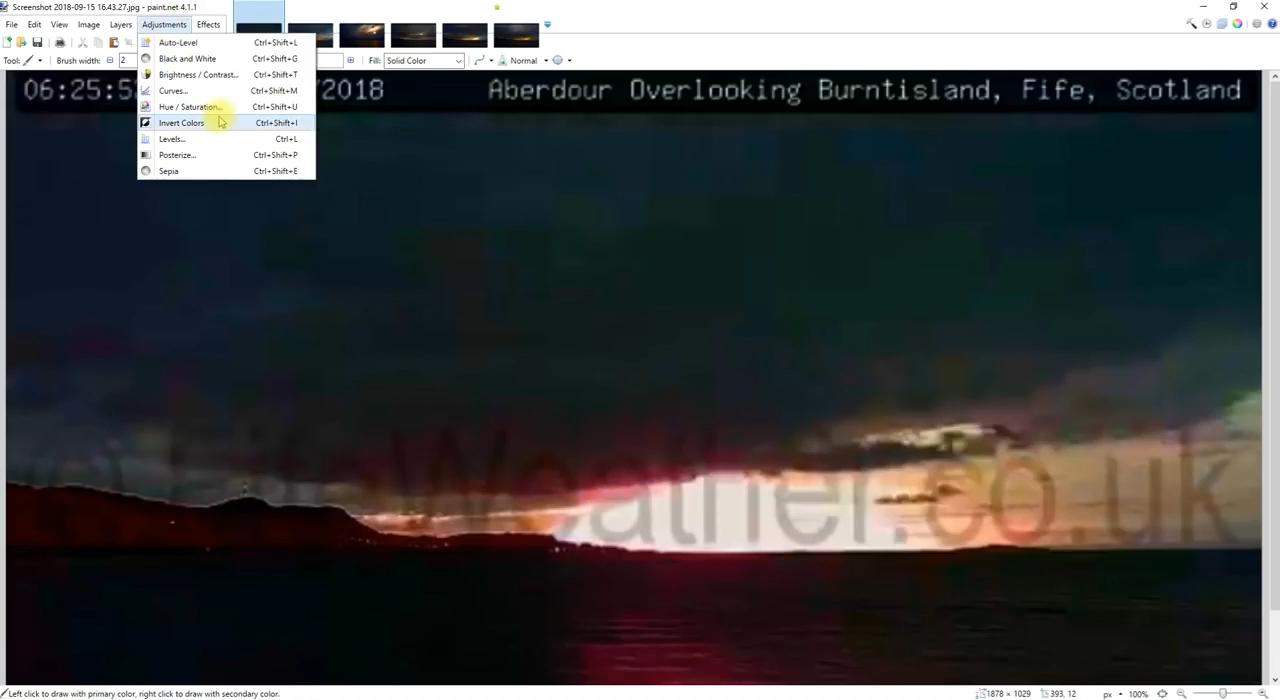 Screenshot 2018-09-15 16.43.27.jpg - paint.net 4.1.1
File Edit View Image Layers Adjustments Effects
Tool: Brush width: 2 Fill: Solid Color Normal
Auto-Level Ctrl+Shift+L
Black and White Ctrl+Shift+G
Brightness / Contrast... Ctrl+Shift+T
Curves... Ctrl+Shift+M
Hue / Saturation... Ctrl+Shift+U
Invert Colors Ctrl+Shift+I
Levels... Ctrl+L
Posterize... Ctrl+Shift+P
Sepia Ctrl+Shift+E
06:25:5 /2018 Aberdour Overlooking Burntisland, Fife, Scotland
Weather.co.uk
Left click to draw with primary color, right click to draw with secondary color. 1878 × 1029 393, 12 px 100%